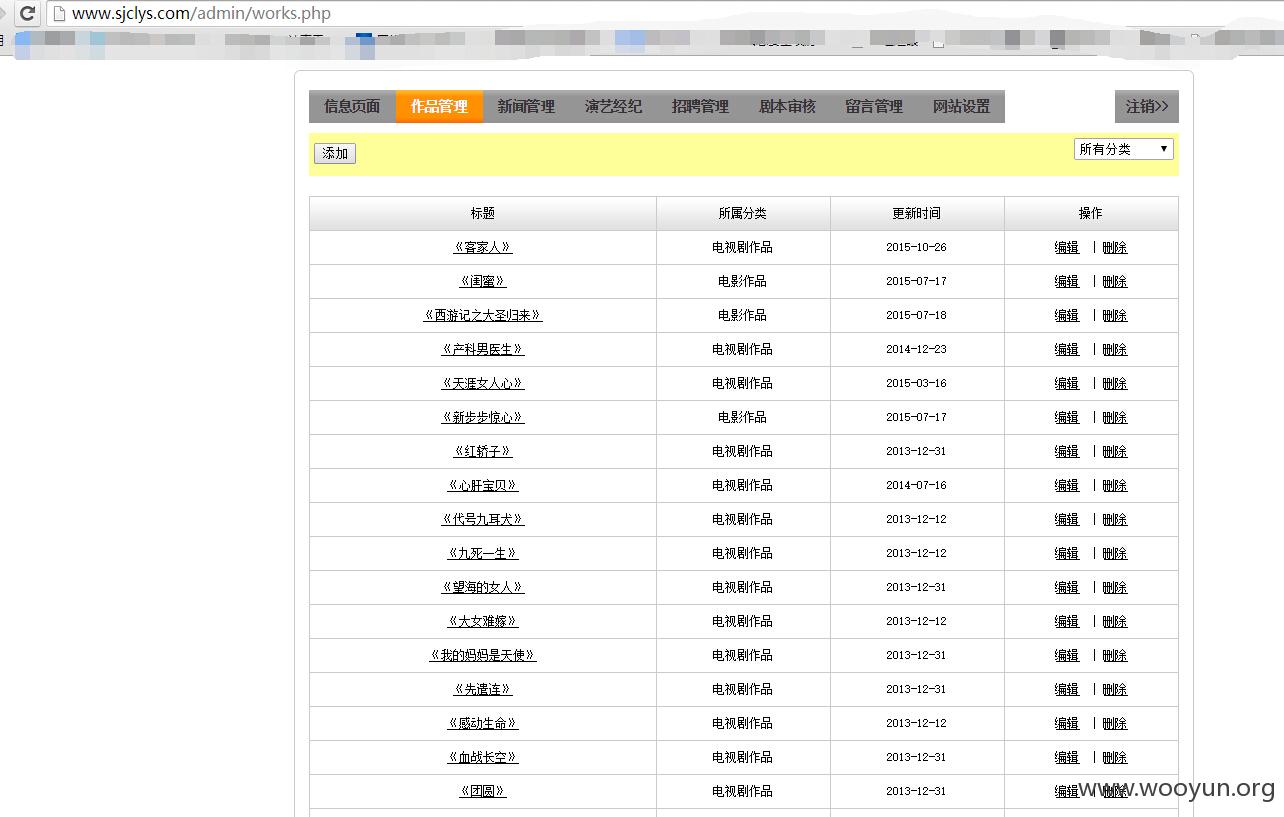 www.sjclys.com/admin/works.php
信息页面 作品管理 新闻管理 演艺经纪 招聘管理 剧本审核 留言管理 网站设置 注销>>
添加 所有分类
标题 所属分类 更新时间 操作
《客家人》 电视剧作品 2015-10-26 编辑 | 删除
《闺蜜》 电影作品 2015-07-17 编辑 | 删除
《西游记之大圣归来》 电影作品 2015-07-18 编辑 | 删除
《产科男医生》 电视剧作品 2014-12-23 编辑 | 删除
《天涯女人心》 电视剧作品 2015-03-16 编辑 | 删除
《新步步惊心》 电影作品 2015-07-17 编辑 | 删除
《红轿子》 电视剧作品 2013-12-31 编辑 | 删除
《心肝宝贝》 电视剧作品 2014-07-16 编辑 | 删除
《代号九耳犬》 电视剧作品 2013-12-12 编辑 | 删除
《九死一生》 电视剧作品 2013-12-12 编辑 | 删除
《望海的女人》 电视剧作品 2013-12-31 编辑 | 删除
《大女难嫁》 电视剧作品 2013-12-12 编辑 | 删除
《我的妈妈是天使》 电视剧作品 2013-12-31 编辑 | 删除
《先遣连》 电视剧作品 2013-12-31 编辑 | 删除
《感动生命》 电视剧作品 2013-12-12 编辑 | 删除
《血战长空》 电视剧作品 2013-12-31 编辑 | 删除
《团圆》 电视剧作品 2013-12-31 编辑 | 删除
www.wooyun.org